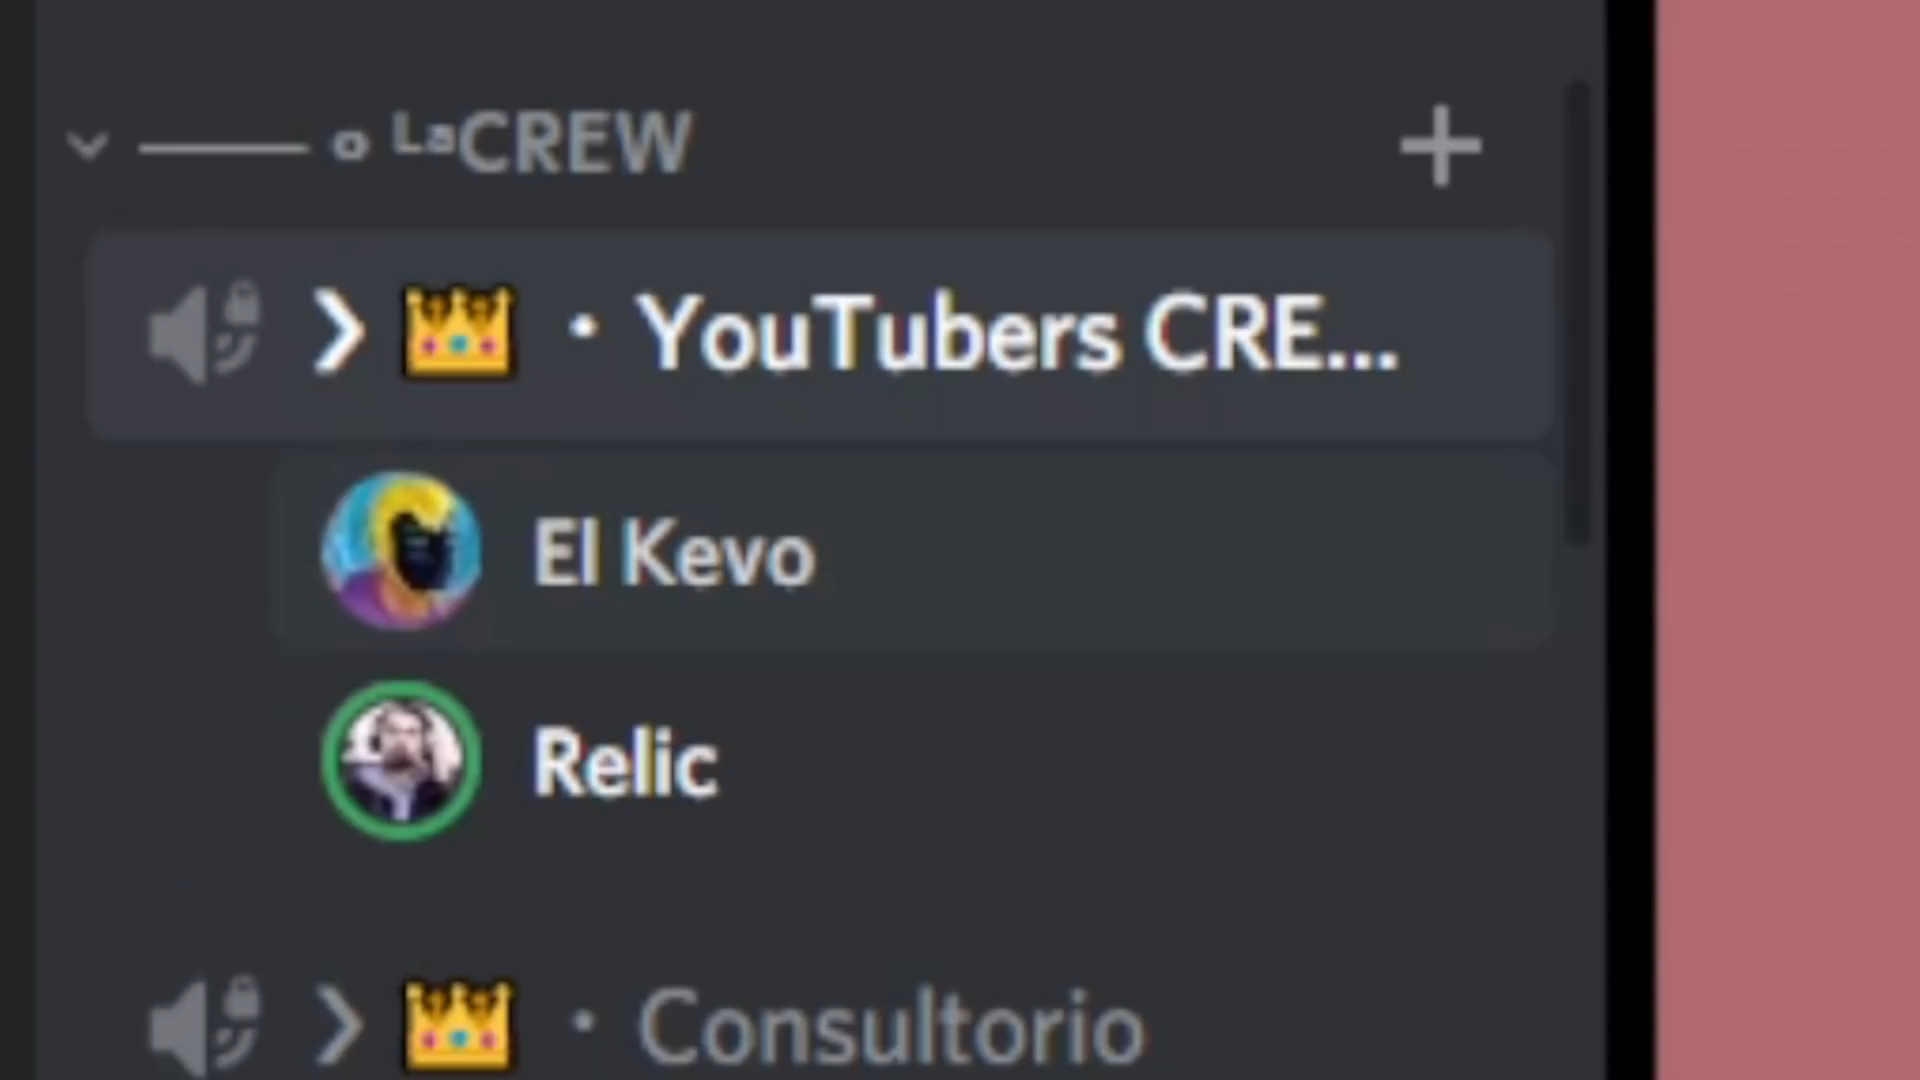 o ᴸᵃCREW
❯ 👑 · YouTubers CRE...
El Kevo
Relic
❯ 👑 · Consultorio